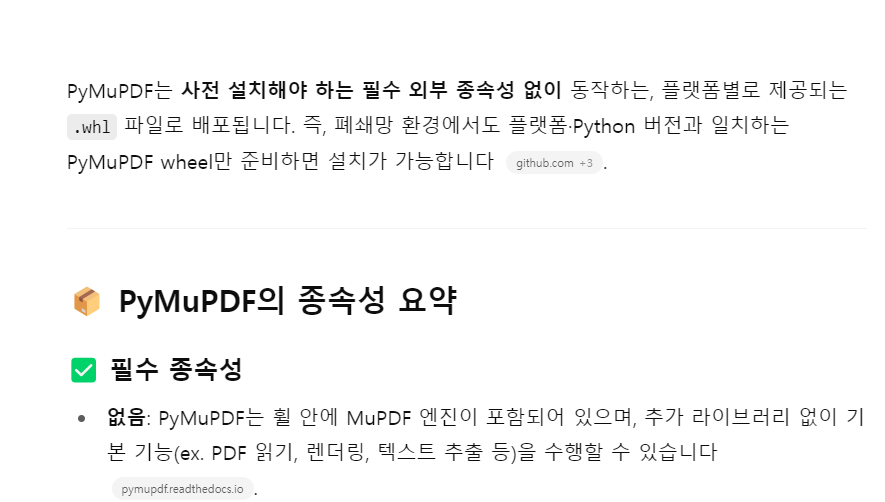 PyMuPDF는 사전 설치해야 하는 필수 외부 종속성 없이 동작하는, 플랫폼별로 제공되는
.whl 파일로 배포됩니다. 즉, 폐쇄망 환경에서도 플랫폼·Python 버전과 일치하는
PyMuPDF wheel만 준비하면 설치가 가능합니다 github.com +3.
📦 PyMuPDF의 종속성 요약
✅ 필수 종속성
• 없음: PyMuPDF는 휠 안에 MuPDF 엔진이 포함되어 있으며, 추가 라이브러리 없이 기
본 기능(ex. PDF 읽기, 렌더링, 텍스트 추출 등)을 수행할 수 있습니다
pymupdf.readthedocs.io.